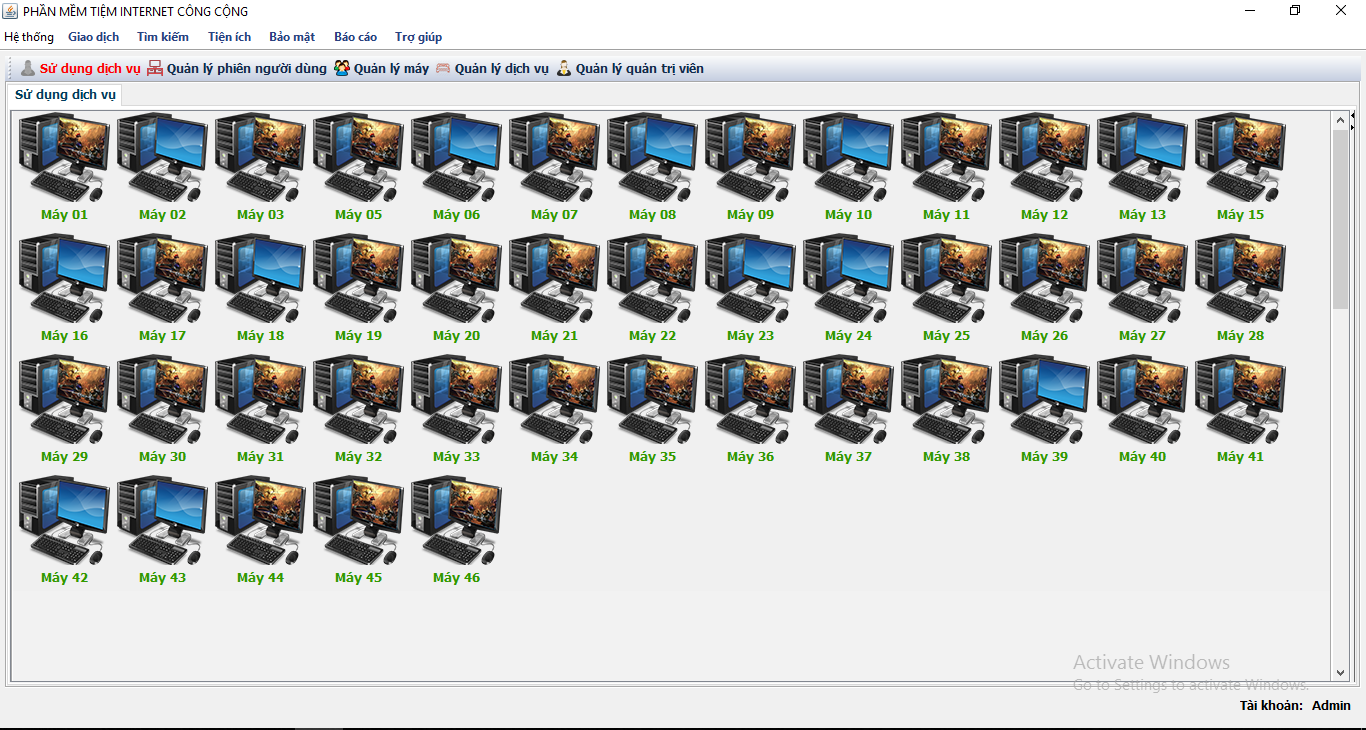 PHẦN MỀM TIỆM INTERNET CÔNG CỘNG
Hệ thống Giao dịch Tìm kiếm Tiện ích Bảo mật Báo cáo Trợ giúp
Sử dụng dịch vụ Quản lý phiên người dùng Quản lý máy Quản lý dịch vụ Quản lý quản trị viên
Sử dụng dịch vụ
Máy 01 Máy 02 Máy 03 Máy 05 Máy 06 Máy 07 Máy 08 Máy 09 Máy 10 Máy 11 Máy 12 Máy 13 Máy 15
Máy 16 Máy 17 Máy 18 Máy 19 Máy 20 Máy 21 Máy 22 Máy 23 Máy 24 Máy 25 Máy 26 Máy 27 Máy 28
Máy 29 Máy 30 Máy 31 Máy 32 Máy 33 Máy 34 Máy 35 Máy 36 Máy 37 Máy 38 Máy 39 Máy 40 Máy 41
Máy 42 Máy 43 Máy 44 Máy 45 Máy 46
Activate Windows
Go to Settings to activate Windows.
Tài khoản: Admin